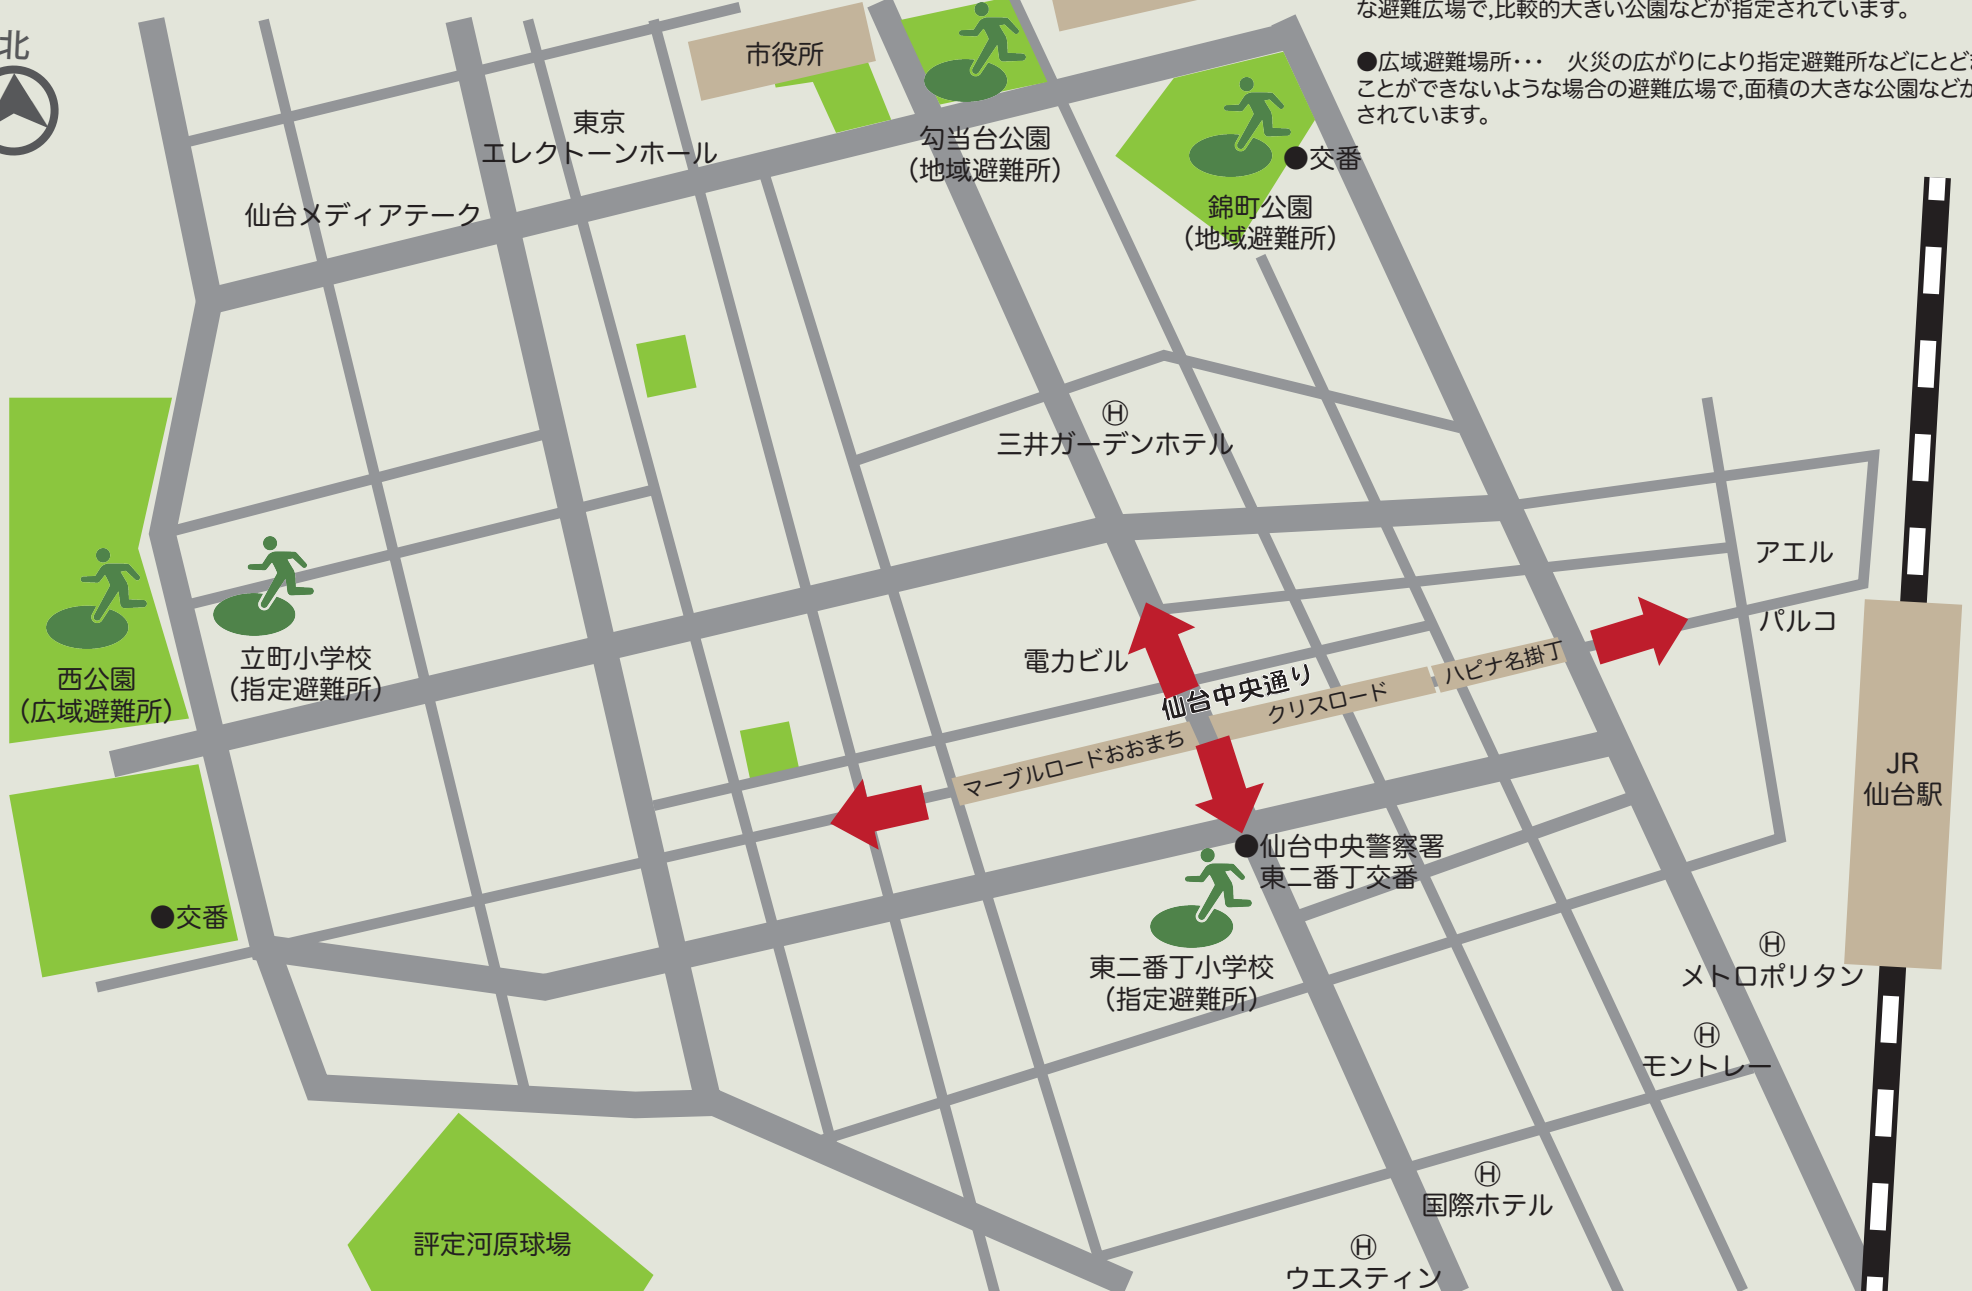 な避難広場で,比較的大きい公園などが指定されています。
●広域避難場所･･･　火災の広がりにより指定避難所などにとど
ことができないような場合の避難広場で,面積の大きな公園など
されています。
北
市役所
東京
エレクトーンホール
勾当台公園
（地域避難所）
●交番
仙台メディアテーク
錦町公園
（地域避難所）
Ⓗ
三井ガーデンホテル
アエル
パルコ
立町小学校
（指定避難所）
西公園
（広域避難所）
電力ビル
仙台中央通り
ハピナ名掛丁
クリスロード
マーブルロードおおまち
JR
仙台駅
●仙台中央警察署
東二番丁交番
●交番
東二番丁小学校
（指定避難所）
Ⓗ
メトロポリタン
Ⓗ
モントレー
Ⓗ
国際ホテル
評定河原球場
Ⓗ
ウエスティン